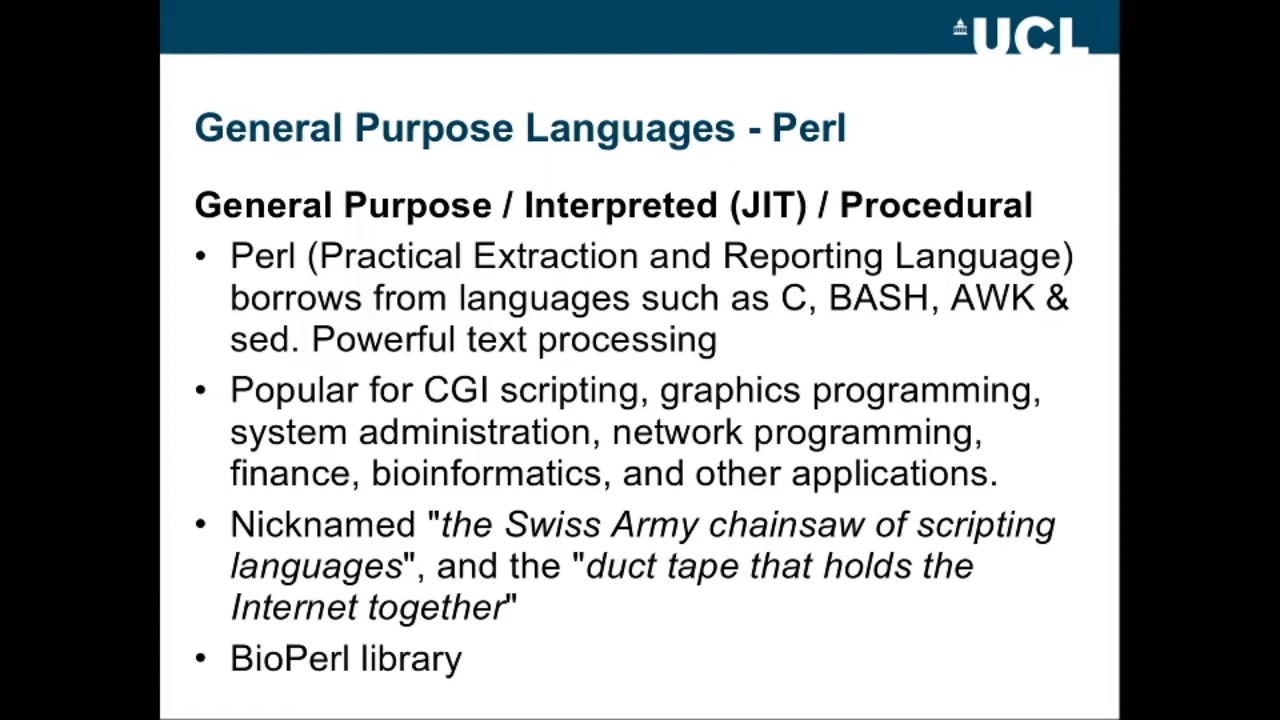 UCL
General Purpose Languages - Perl
General Purpose / Interpreted (JIT) / Procedural
• Perl (Practical Extraction and Reporting Language)
borrows from languages such as C, BASH, AWK &
sed. Powerful text processing
• Popular for CGI scripting, graphics programming,
system administration, network programming,
finance, bioinformatics, and other applications.
• Nicknamed "the Swiss Army chainsaw of scripting
languages", and the "duct tape that holds the
Internet together"
• BioPerl library